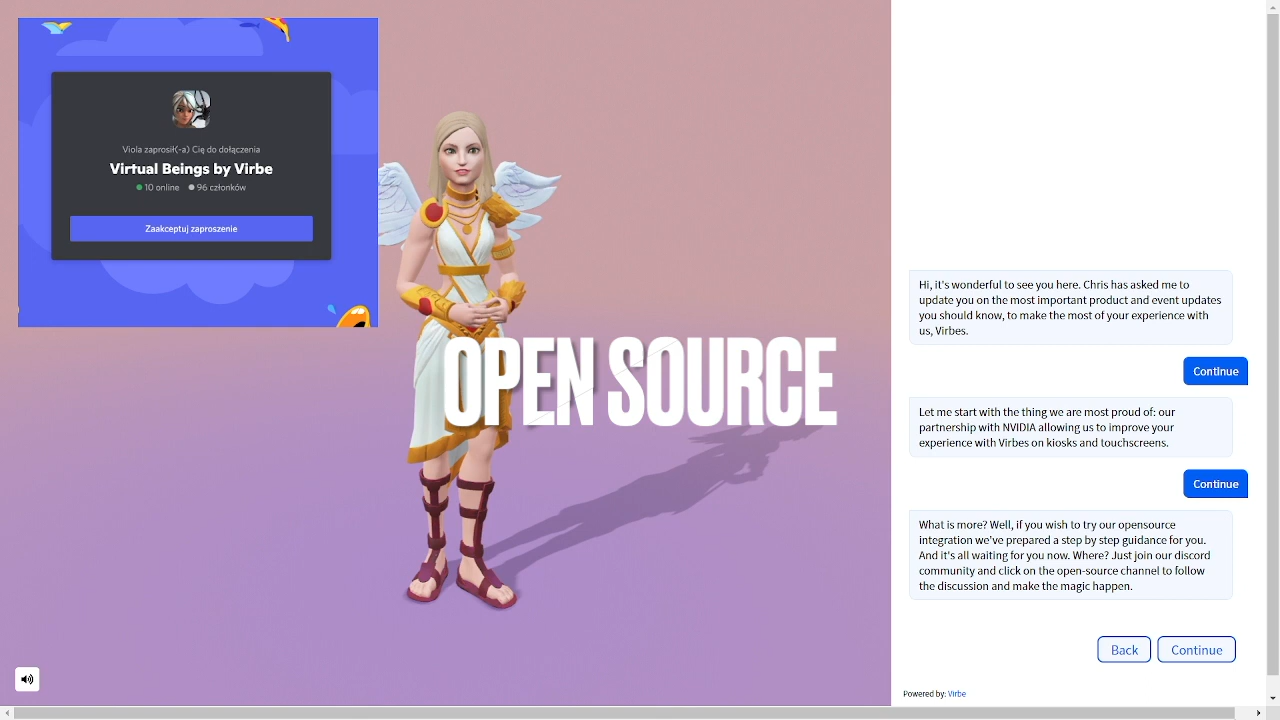 Viola zaprosił(-a) Cię do dołączenia
Virtual Beings by Virbe
10 online 96 członków
Zaakceptuj zaproszenie
OPEN SOURCE
Hi, it's wonderful to see you here. Chris has asked me to
update you on the most important product and event updates
you should know, to make the most of your experience with
us, Virbes.
Continue
Let me start with the thing we are most proud of: our
partnership with NVIDIA allowing us to improve your
experience with Virbes on kiosks and touchscreens.
Continue
What is more? Well, if you wish to try our opensource
integration we've prepared a step by step guidance for you.
And it's all waiting for you now. Where? Just join our discord
community and click on the open-source channel to follow
the discussion and make the magic happen.
Back Continue
Powered by: Virbe